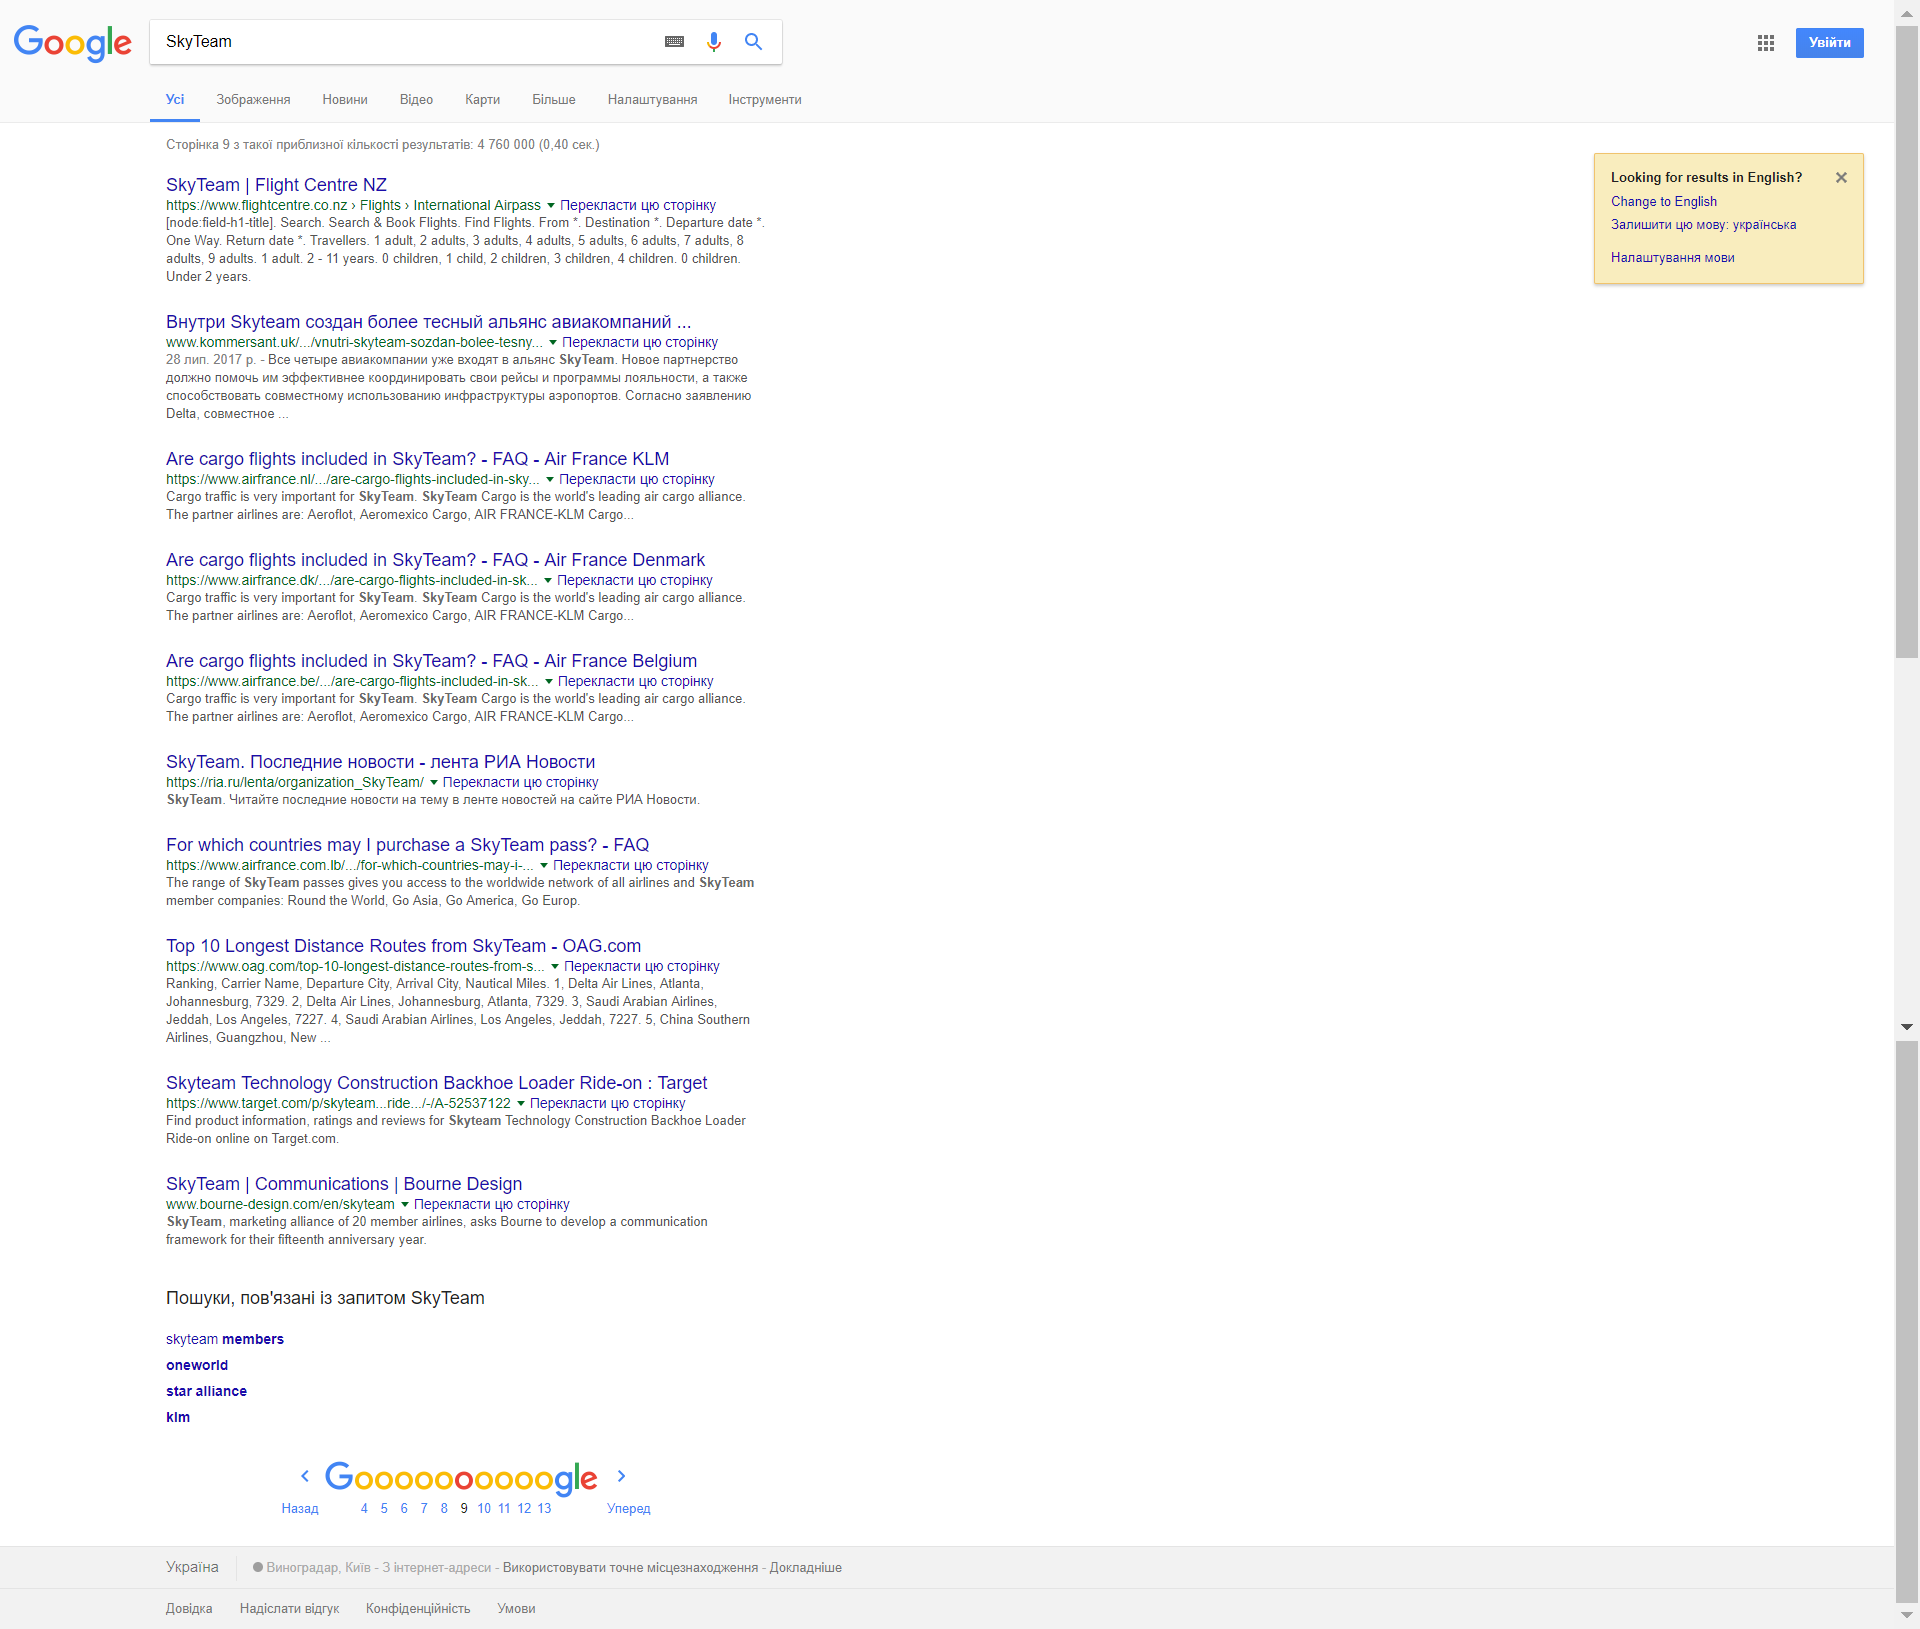 Google
SkyTeam
Увійти
Усі Зображення Новини Відео Карти Більше Налаштування Інструменти
Сторінка 9 з такої приблизної кількості результатів: 4 760 000 (0,40 сек.)
Looking for results in English?
Change to English
Залишити цю мову: українська
Налаштування мови
SkyTeam | Flight Centre NZ
https://www.flightcentre.co.nz › Flights › International Airpass Перекласти цю сторінку
[node:field-h1-title]. Search. Search & Book Flights. Find Flights. From *. Destination *. Departure date *.
One Way. Return date *. Travellers. 1 adult, 2 adults, 3 adults, 4 adults, 5 adults, 6 adults, 7 adults, 8
adults, 9 adults. 1 adult. 2 - 11 years. 0 children, 1 child, 2 children, 3 children, 4 children. 0 children.
Under 2 years.
Внутри Skyteam создан более тесный альянс авиакомпаний ...
www.kommersant.uk/.../vnutri-skyteam-sozdan-bolee-tesny... Перекласти цю сторінку
28 лип. 2017 р. - Все четыре авиакомпании уже входят в альянс SkyTeam. Новое партнерство
должно помочь им эффективнее координировать свои рейсы и программы лояльности, а также
способствовать совместному использованию инфраструктуры аэропортов. Согласно заявлению
Delta, совместное ...
Are cargo flights included in SkyTeam? - FAQ - Air France KLM
https://www.airfrance.nl/.../are-cargo-flights-included-in-sky... Перекласти цю сторінку
Cargo traffic is very important for SkyTeam. SkyTeam Cargo is the world's leading air cargo alliance.
The partner airlines are: Aeroflot, Aeromexico Cargo, AIR FRANCE-KLM Cargo...
Are cargo flights included in SkyTeam? - FAQ - Air France Denmark
https://www.airfrance.dk/.../are-cargo-flights-included-in-sk... Перекласти цю сторінку
Cargo traffic is very important for SkyTeam. SkyTeam Cargo is the world's leading air cargo alliance.
The partner airlines are: Aeroflot, Aeromexico Cargo, AIR FRANCE-KLM Cargo...
Are cargo flights included in SkyTeam? - FAQ - Air France Belgium
https://www.airfrance.be/.../are-cargo-flights-included-in-sk... Перекласти цю сторінку
Cargo traffic is very important for SkyTeam. SkyTeam Cargo is the world's leading air cargo alliance.
The partner airlines are: Aeroflot, Aeromexico Cargo, AIR FRANCE-KLM Cargo...
SkyTeam. Последние новости - лента РИА Новости
https://ria.ru/lenta/organization_SkyTeam/ Перекласти цю сторінку
SkyTeam. Читайте последние новости на тему в ленте новостей на сайте РИА Новости.
For which countries may I purchase a SkyTeam pass? - FAQ
https://www.airfrance.com.lb/.../for-which-countries-may-i-... Перекласти цю сторінку
The range of SkyTeam passes gives you access to the worldwide network of all airlines and SkyTeam
member companies: Round the World, Go Asia, Go America, Go Europ.
Top 10 Longest Distance Routes from SkyTeam - OAG.com
https://www.oag.com/top-10-longest-distance-routes-from-s... Перекласти цю сторінку
Ranking, Carrier Name, Departure City, Arrival City, Nautical Miles. 1, Delta Air Lines, Atlanta,
Johannesburg, 7329. 2, Delta Air Lines, Johannesburg, Atlanta, 7329. 3, Saudi Arabian Airlines,
Jeddah, Los Angeles, 7227. 4, Saudi Arabian Airlines, Los Angeles, Jeddah, 7227. 5, China Southern
Airlines, Guangzhou, New ...
Skyteam Technology Construction Backhoe Loader Ride-on : Target
https://www.target.com/p/skyteam...ride.../-/A-52537122 Перекласти цю сторінку
Find product information, ratings and reviews for Skyteam Technology Construction Backhoe Loader
Ride-on online on Target.com.
SkyTeam | Communications | Bourne Design
www.bourne-design.com/en/skyteam Перекласти цю сторінку
SkyTeam, marketing alliance of 20 member airlines, asks Bourne to develop a communication
framework for their fifteenth anniversary year.
Пошуки, пов'язані із запитом SkyTeam
skyteam members
oneworld
star alliance
klm
Goooooooooogle
Назад 4 5 6 7 8 9 10 11 12 13 Уперед
Україна Виноградар, Київ - З інтернет-адреси - Використовувати точне місцезнаходження - Докладніше
Довідка Надіслати відгук Конфіденційність Умови